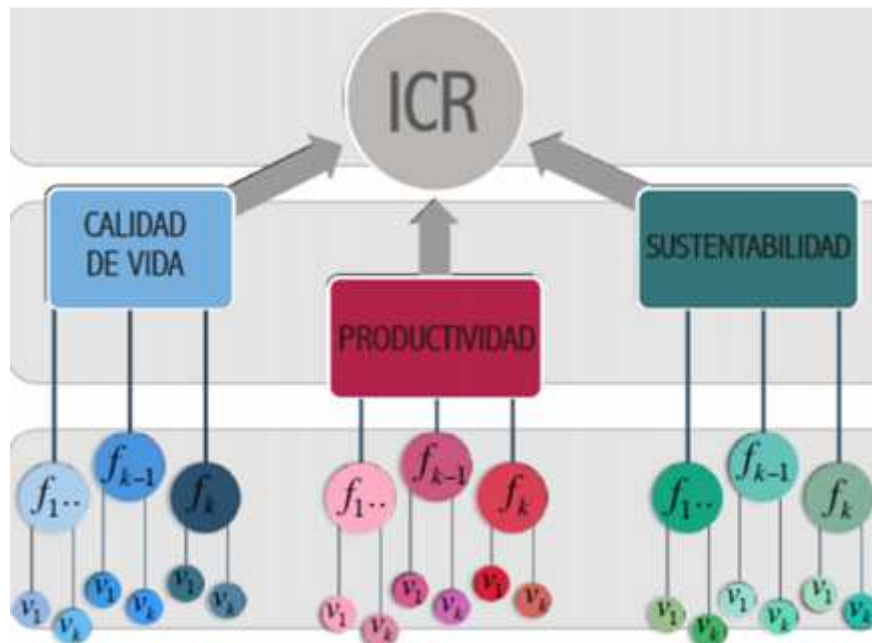 ICR
CALIDAD
DE VIDA
PRODUCTIVIDAD
SUSTENTABILIDAD
f1.. fk−1 fk
v1 vk v1 vk v1 vk
f1.. fk−1 fk
v1 vk v1 vk v1 vk
f1.. fk−1 fk
v1 vk v1 vk v1 vk